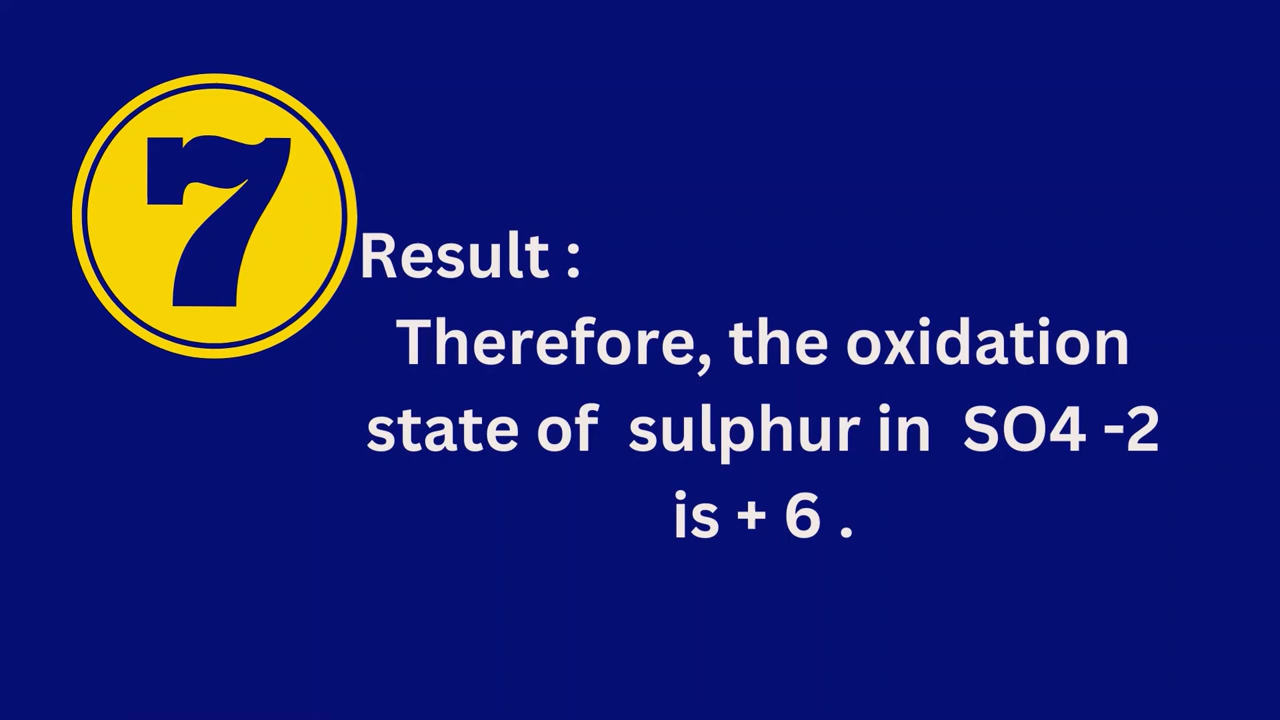 7
Result :
Therefore, the oxidation
state of sulphur in SO4 -2
is + 6 .